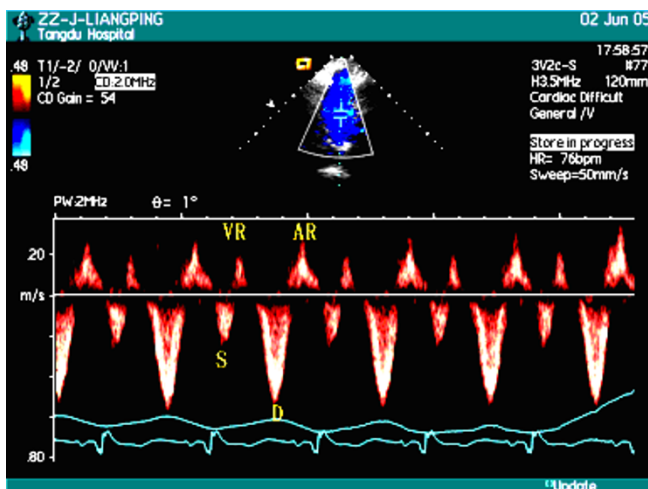 ZZ-J-LIANGPING
02 Jun 05
Tangdu Hospital
17:58:57
.48
T1/-2/ 0/VV:1
1/2 CD:2.0MHz
CD Gain = 54
.48
3V2c-S #77
H3.5MHz 120mm
Cardiac Difficult
General /V
Store in progress
HR= 76bpm
Sweep=50mm/s
PW:2MHz θ= 1°
VR AR
.20
m/s
S
D
.80
Update